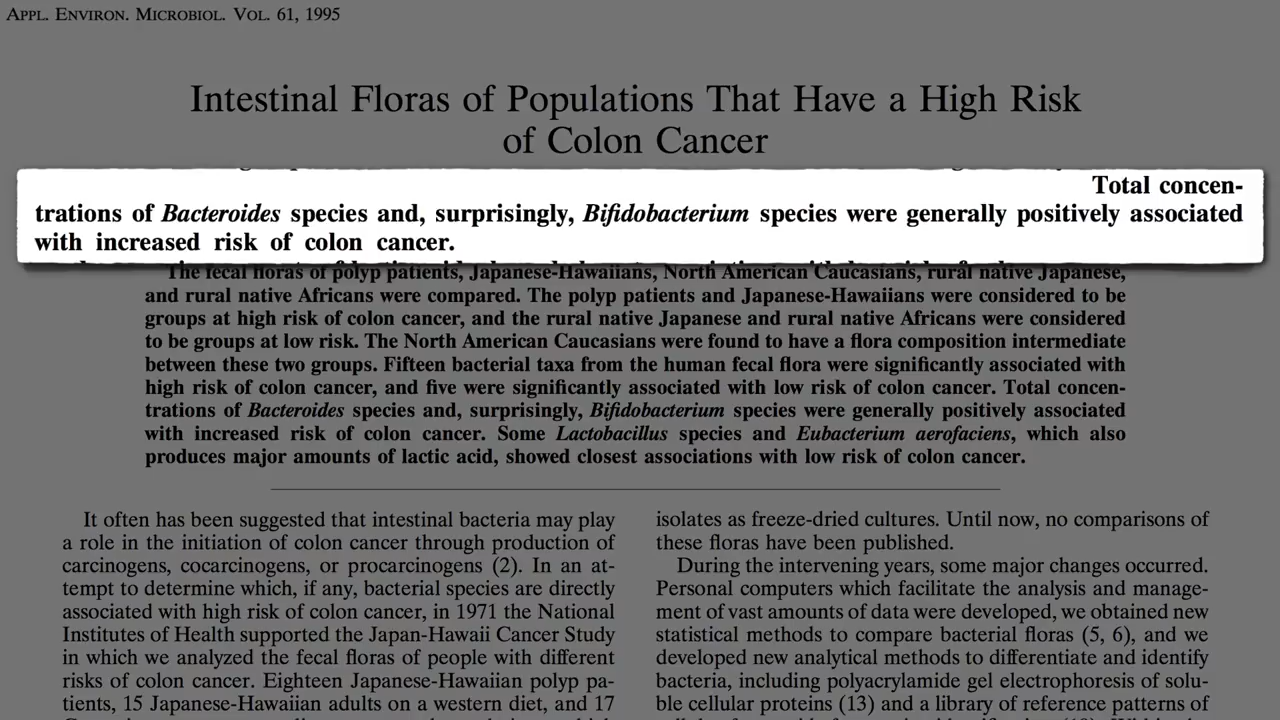 APPL. ENVIRON. MICROBIOL. VOL. 61, 1995
Intestinal Floras of Populations That Have a High Risk
of Colon Cancer
Total concen-
trations of Bacteroides species and, surprisingly, Bifidobacterium species were generally positively associated
with increased risk of colon cancer.
The fecal floras of polyp patients, Japanese-Hawaiians, North American Caucasians, rural native Japanese,
and rural native Africans were compared. The polyp patients and Japanese-Hawaiians were considered to be
groups at high risk of colon cancer, and the rural native Japanese and rural native Africans were considered
to be groups at low risk. The North American Caucasians were found to have a flora composition intermediate
between these two groups. Fifteen bacterial taxa from the human fecal flora were significantly associated with
high risk of colon cancer, and five were significantly associated with low risk of colon cancer. Total concen-
trations of Bacteroides species and, surprisingly, Bifidobacterium species were generally positively associated
with increased risk of colon cancer. Some Lactobacillus species and Eubacterium aerofaciens, which also
produces major amounts of lactic acid, showed closest associations with low risk of colon cancer.
It often has been suggested that intestinal bacteria may play
a role in the initiation of colon cancer through production of
carcinogens, cocarcinogens, or procarcinogens (2). In an at-
tempt to determine which, if any, bacterial species are directly
associated with high risk of colon cancer, in 1971 the National
Institutes of Health supported the Japan-Hawaii Cancer Study
in which we analyzed the fecal floras of people with different
risks of colon cancer. Eighteen Japanese-Hawaiian polyp pa-
tients, 15 Japanese-Hawaiian adults on a western diet, and 17
isolates as freeze-dried cultures. Until now, no comparisons of
these floras have been published.
During the intervening years, some major changes occurred.
Personal computers which facilitate the analysis and manage-
ment of vast amounts of data were developed, we obtained new
statistical methods to compare bacterial floras (5, 6), and we
developed new analytical methods to differentiate and identify
bacteria, including polyacrylamide gel electrophoresis of solu-
ble cellular proteins (13) and a library of reference patterns of